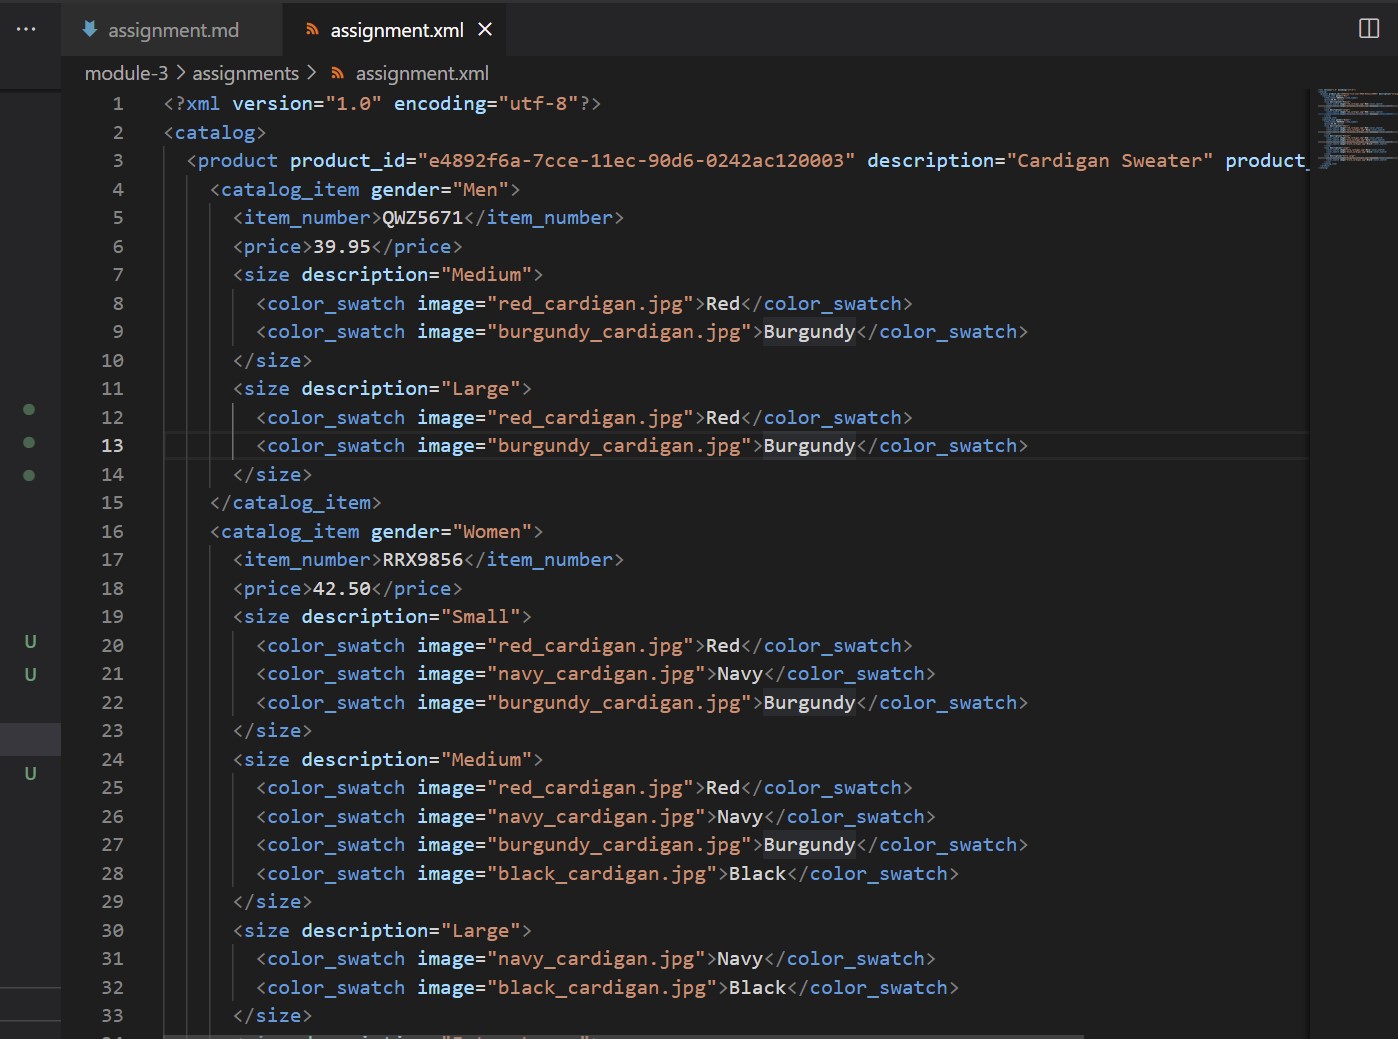 ...
assignment.md
assignment.xml
module-3 > assignments > assignment.xml
1 <?xml version="1.0" encoding="utf-8"?>
2 <catalog>
3 <product product_id="e4892f6a-7cce-11ec-90d6-0242ac120003" description="Cardigan Sweater" product_
4 <catalog_item gender="Men">
5 <item_number>QWZ5671</item_number>
6 <price>39.95</price>
7 <size description="Medium">
8 <color_swatch image="red_cardigan.jpg">Red</color_swatch>
9 <color_swatch image="burgundy_cardigan.jpg">Burgundy</color_swatch>
10 </size>
11 <size description="Large">
12 <color_swatch image="red_cardigan.jpg">Red</color_swatch>
13 <color_swatch image="burgundy_cardigan.jpg">Burgundy</color_swatch>
14 </size>
15 </catalog_item>
16 <catalog_item gender="Women">
17 <item_number>RRX9856</item_number>
18 <price>42.50</price>
19 <size description="Small">
U 20 <color_swatch image="red_cardigan.jpg">Red</color_swatch>
U 21 <color_swatch image="navy_cardigan.jpg">Navy</color_swatch>
22 <color_swatch image="burgundy_cardigan.jpg">Burgundy</color_swatch>
23 </size>
24 <size description="Medium">
U 25 <color_swatch image="red_cardigan.jpg">Red</color_swatch>
26 <color_swatch image="navy_cardigan.jpg">Navy</color_swatch>
27 <color_swatch image="burgundy_cardigan.jpg">Burgundy</color_swatch>
28 <color_swatch image="black_cardigan.jpg">Black</color_swatch>
29 </size>
30 <size description="Large">
31 <color_swatch image="navy_cardigan.jpg">Navy</color_swatch>
32 <color_swatch image="black_cardigan.jpg">Black</color_swatch>
33 </size>